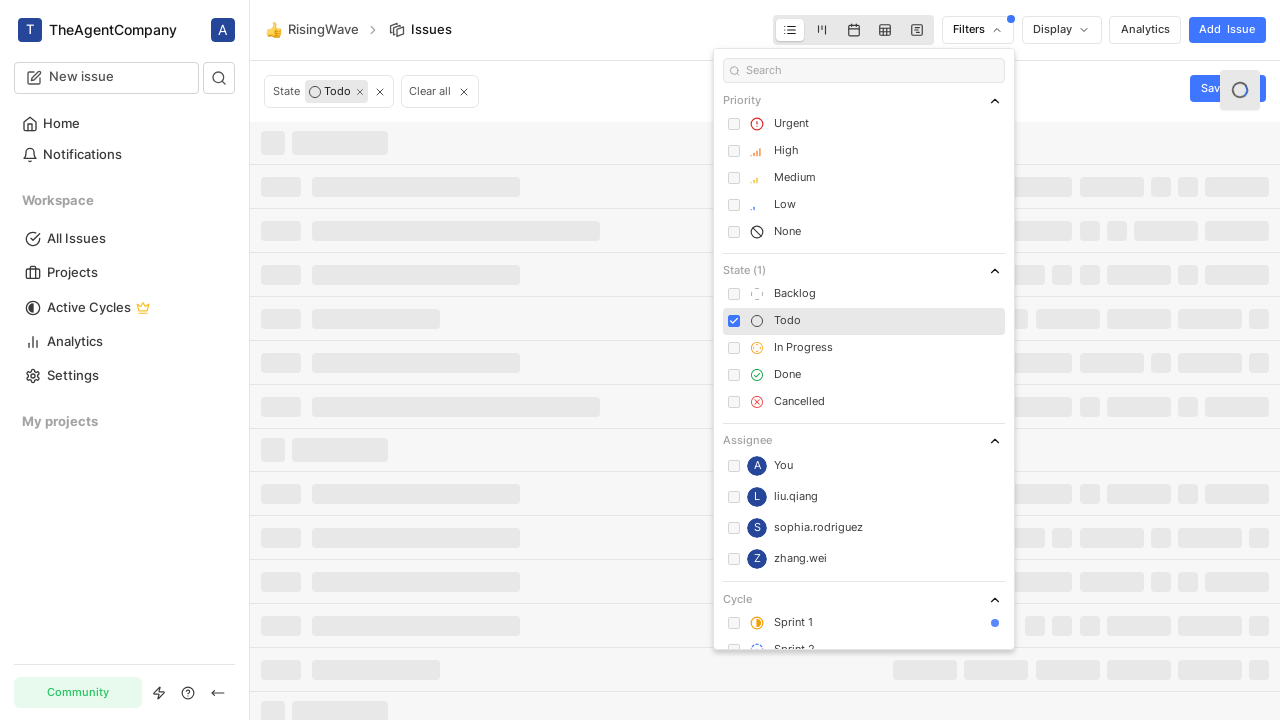 T TheAgentCompany A
RisingWave Issues
Filters
Display
Analytics
Add Issue
New issue
Home
Notifications
Workspace
All Issues
Projects
Active Cycles
Analytics
Settings
My projects
Community
State Todo
Clear all
Search
Priority
Urgent
High
Medium
Low
None
State (1)
Backlog
Todo
In Progress
Done
Cancelled
Assignee
A You
L liu.qiang
S sophia.rodriguez
Z zhang.wei
Cycle
Sprint 1
Sprint 2